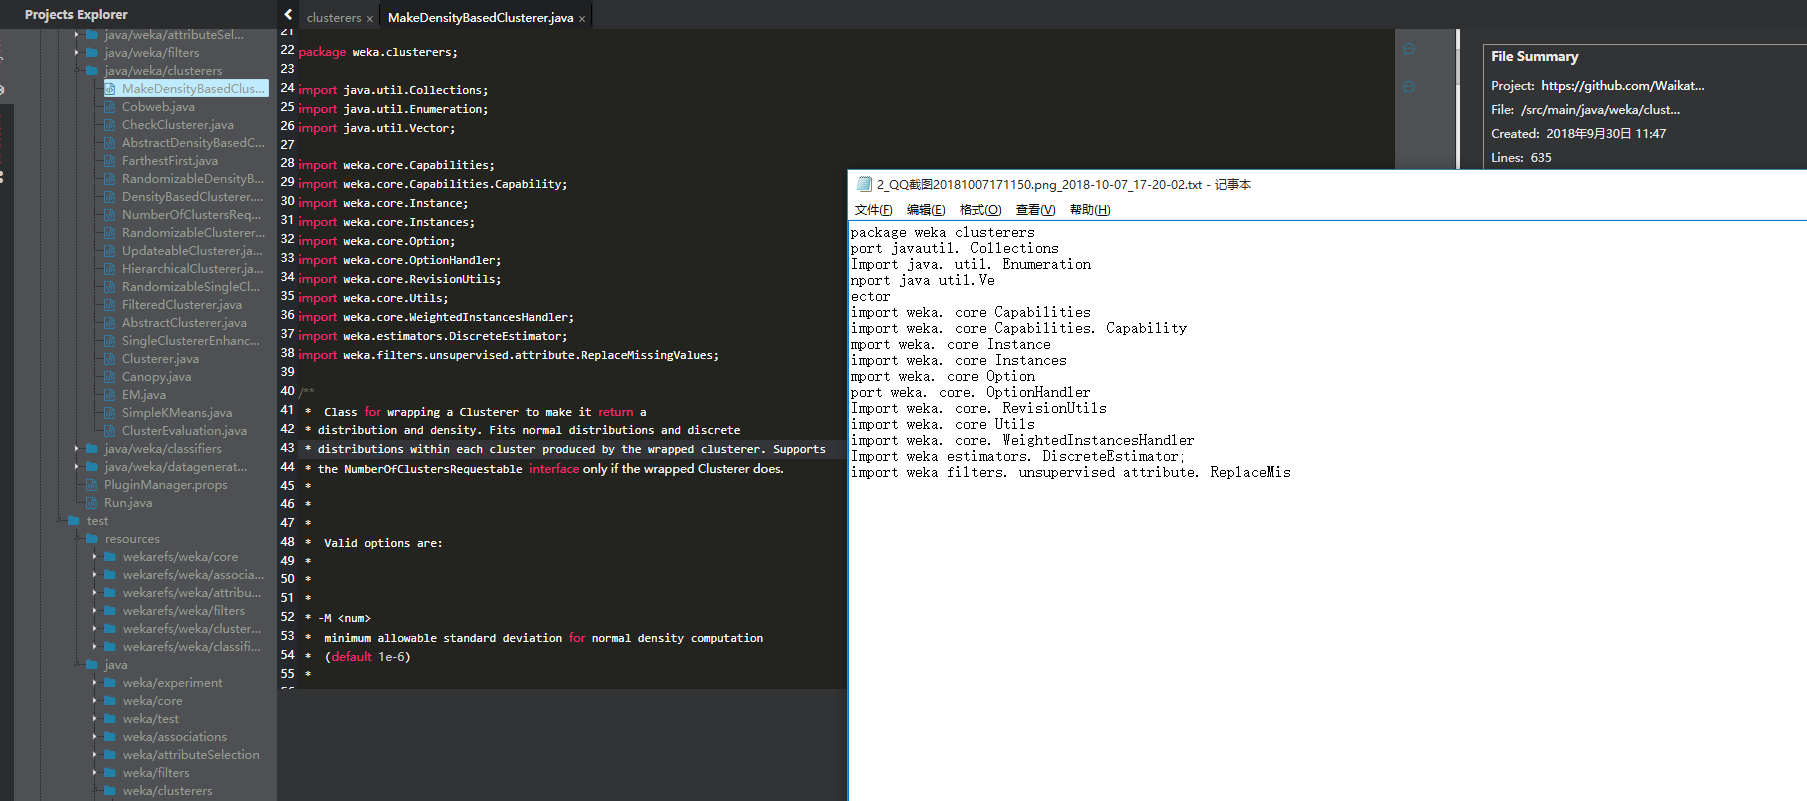 Projects Explorer
java/weka/attributeSel...
java/weka/filters
java/weka/clusterers
MakeDensityBasedClus...
Cobweb.java
CheckClusterer.java
AbstractDensityBasedC...
FarthestFirst.java
RandomizableDensityB...
DensityBasedClusterer....
NumberOfClustersReq...
RandomizableClusterer...
UpdateableClusterer.ja...
HierarchicalClusterer.ja...
RandomizableSingleCl...
FilteredClusterer.java
AbstractClusterer.java
SingleClustererEnhanc...
Clusterer.java
Canopy.java
EM.java
SimpleKMeans.java
ClusterEvaluation.java
java/weka/classifiers
java/weka/datagenerat...
PluginManager.props
Run.java
test
resources
wekarefs/weka/core
wekarefs/weka/associa...
wekarefs/weka/attribu...
wekarefs/weka/filters
wekarefs/weka/cluster...
wekarefs/weka/classifi...
java
weka/experiment
weka/core
weka/test
weka/associations
weka/attributeSelection
weka/filters
weka/clusterers
clusterers × MakeDensityBasedClusterer.java ×
21
22 package weka.clusterers;
23
24 import java.util.Collections;
25 import java.util.Enumeration;
26 import java.util.Vector;
27
28 import weka.core.Capabilities;
29 import weka.core.Capabilities.Capability;
30 import weka.core.Instance;
31 import weka.core.Instances;
32 import weka.core.Option;
33 import weka.core.OptionHandler;
34 import weka.core.RevisionUtils;
35 import weka.core.Utils;
36 import weka.core.WeightedInstancesHandler;
37 import weka.estimators.DiscreteEstimator;
38 import weka.filters.unsupervised.attribute.ReplaceMissingValues;
39
40 /**
41 * Class for wrapping a Clusterer to make it return a
42 * distribution and density. Fits normal distributions and discrete
43 * distributions within each cluster produced by the wrapped clusterer. Supports
44 * the NumberOfClustersRequestable interface only if the wrapped Clusterer does.
45 *
46 *
47 *
48 * Valid options are:
49 *
50 *
51 *
52 * -M <num>
53 * minimum allowable standard deviation for normal density computation
54 * (default 1e-6)
55 *
File Summary
Project: https://github.com/Waikat...
File: /src/main/java/weka/clust...
Created: 2018年9月30日 11:47
Lines: 635
2_QQ截图20181007171150.png_2018-10-07_17-20-02.txt - 记事本
文件(F) 编辑(E) 格式(O) 查看(V) 帮助(H)
package weka clusterers
port javautil. Collections
Import java. util. Enumeration
nport java util.Ve
ector
import weka. core Capabilities
import weka. core Capabilities. Capability
mport weka. core Instance
import weka. core Instances
mport weka. core Option
port weka. core. OptionHandler
Import weka. core. RevisionUtils
import weka. core Utils
import weka. core. WeightedInstancesHandler
Import weka estimators. DiscreteEstimator;
import weka filters. unsupervised attribute. ReplaceMis